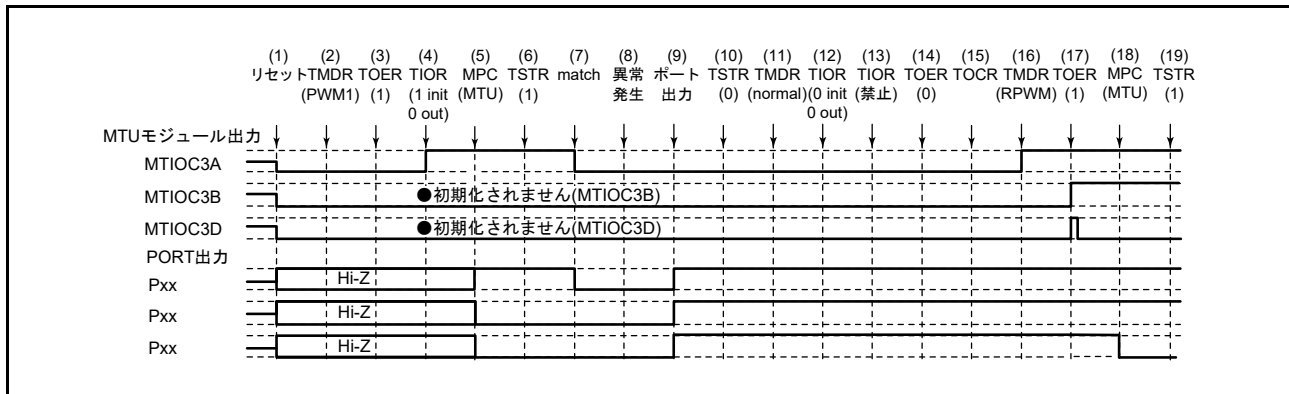 (1) (2) (3) (4) (5) (6) (7) (8) (9) (10) (11) (12) (13) (14) (15) (16) (17) (18) (19)
リセット TMDR TOER TIOR MPC TSTR match 異常 ポート TSTR TMDR TIOR TIOR TOER TOCR TMDR TOER MPC TSTR
(PWM1) (1) (1 init (MTU) (1) 発生 出力 (0) (normal) (0 init (禁止) (0) (RPWM) (1) (MTU) (1)
0 out) 0 out)
MTUモジュール出力
MTIOC3A
MTIOC3B ●初期化されません(MTIOC3B)
MTIOC3D ●初期化されません(MTIOC3D)
PORT出力
Pxx Hi-Z
Pxx Hi-Z
Pxx Hi-Z